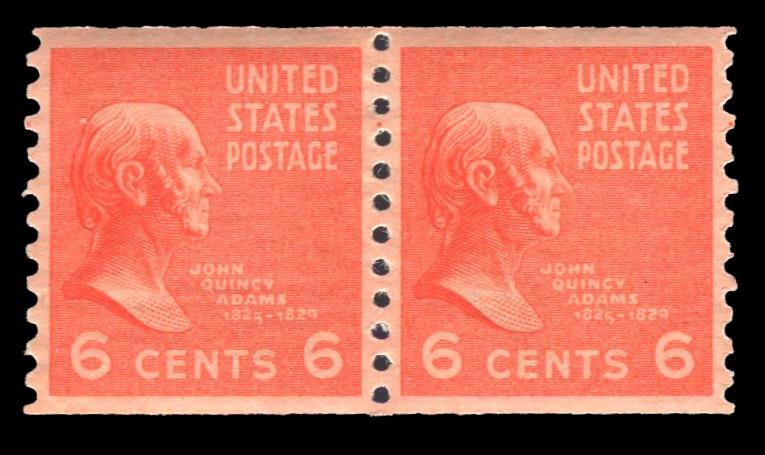 UNITED
STATES
POSTAGE
JOHN
QUINCY
ADAMS
1825-1829
6 CENTS 6
UNITED
STATES
POSTAGE
JOHN
QUINCY
ADAMS
1825-1829
6 CENTS 6